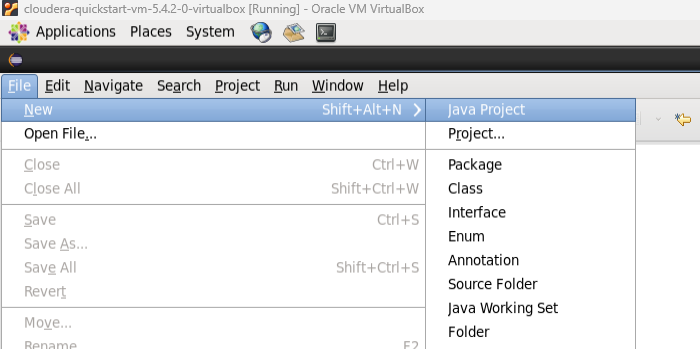 cloudera-quickstart-vm-5.4.2-0-virtualbox [Running] - Oracle VM VirtualBox
Applications Places System
File Edit Navigate Search Project Run Window Help
New Shift+Alt+N
Open File...
Close Ctrl+W
Close All Shift+Ctrl+W
Save Ctrl+S
Save As...
Save All Shift+Ctrl+S
Revert
Move...
Rename... F2
Java Project
Project...
Package
Class
Interface
Enum
Annotation
Source Folder
Java Working Set
Folder